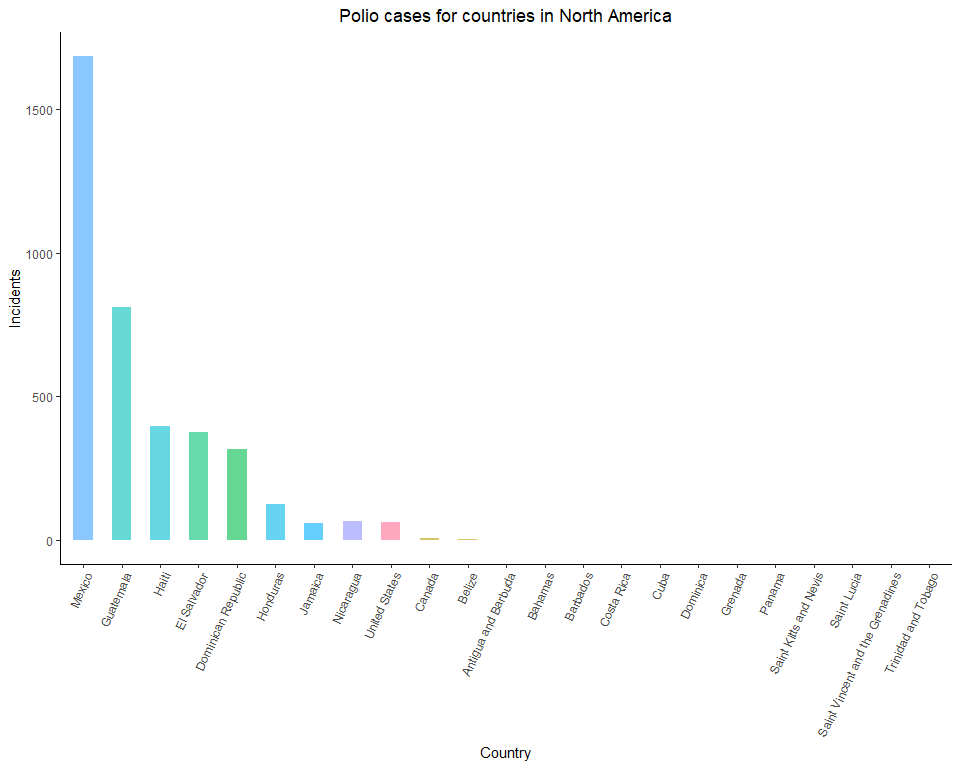 Polio cases for countries in North America
Incidents
1500
1000
500
0
Mexico
Guatemala
Haiti
El Salvador
Dominican Republic
Honduras
Jamaica
Nicaragua
United States
Canada
Belize
Antigua and Barbuda
Bahamas
Barbados
Costa Rica
Cuba
Dominica
Grenada
Panama
Saint Kitts and Nevis
Saint Lucia
Saint Vincent and the Grenadines
Trinidad and Tobago
Country